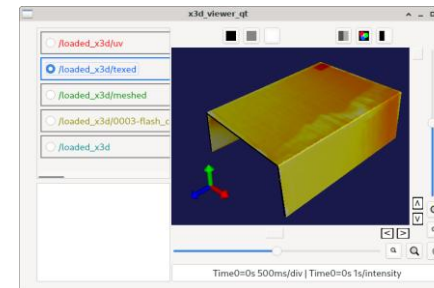 x3d_viewer_qt
/loaded_x3d/uv
/loaded_x3d/texed
/loaded_x3d/meshed
/loaded_x3d/0003-flash_c
/loaded_x3d
Time0=0s 500ms/div | Time0=0s 1s/intensity